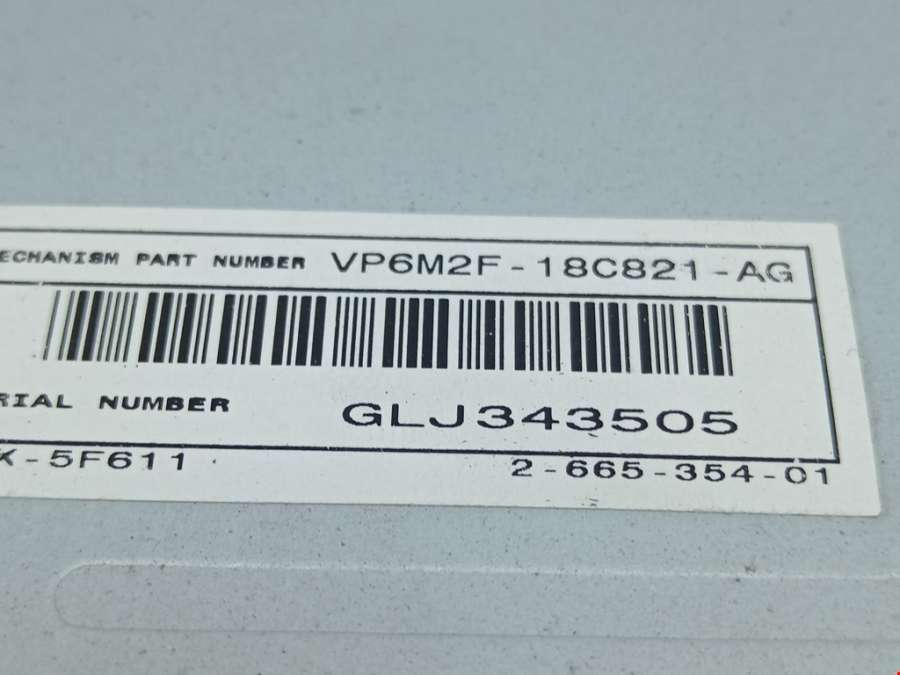 ECHANISM PART NUMBER VP6M2F-18C821-AG
RIAL NUMBER GLJ343505
X-5F611 2-665-354-01